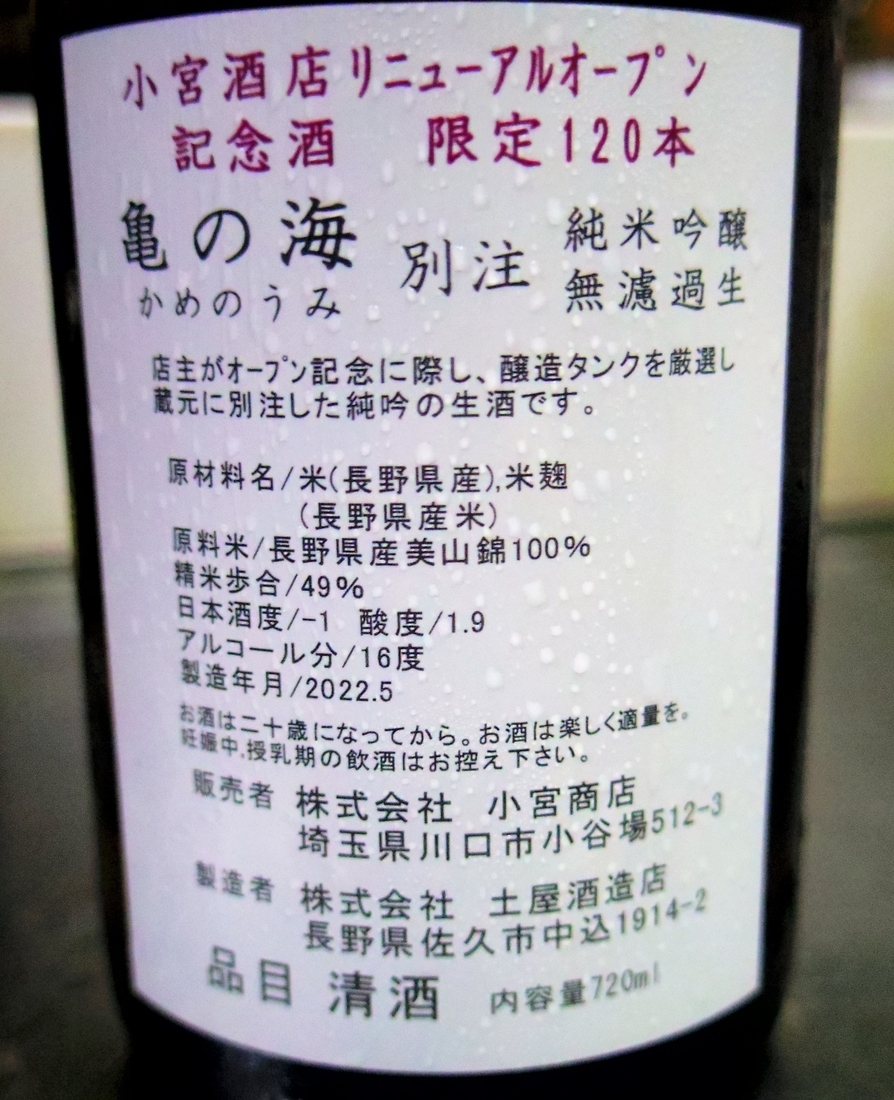 小宮酒店リニューアルオープン
記念酒　限定120本
亀の海 別注 純米吟醸
かめのうみ 無濾過生
店主がオープン記念に際し、醸造タンクを厳選し
蔵元に別注した純吟の生酒です。
原材料名/米(長野県産),米麹
(長野県産米)
原料米/長野県産美山錦100%
精米歩合/49%
日本酒度/-1 酸度/1.9
アルコール分/16度
製造年月/2022.5
お酒は二十歳になってから。お酒は楽しく適量を。
妊娠中,授乳期の飲酒はお控え下さい。
販売者 株式会社 小宮商店
埼玉県川口市小谷場512-3
製造者 株式会社 土屋酒造店
長野県佐久市中込1914-2
品目 清酒 内容量720ml